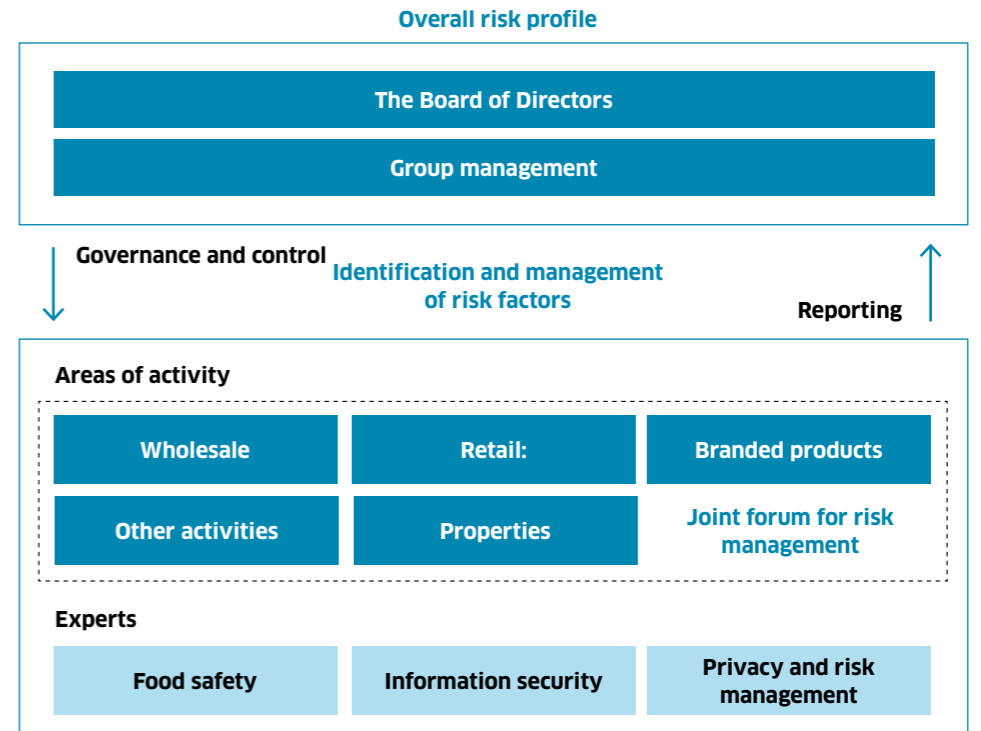 Overall risk profile
The Board of Directors
Group management
Governance and control
Identification and management
of risk factors
Reporting
Areas of activity
Wholesale
Retail:
Branded products
Other activities
Properties
Joint forum for risk
management
Experts
Food safety
Information security
Privacy and risk
management